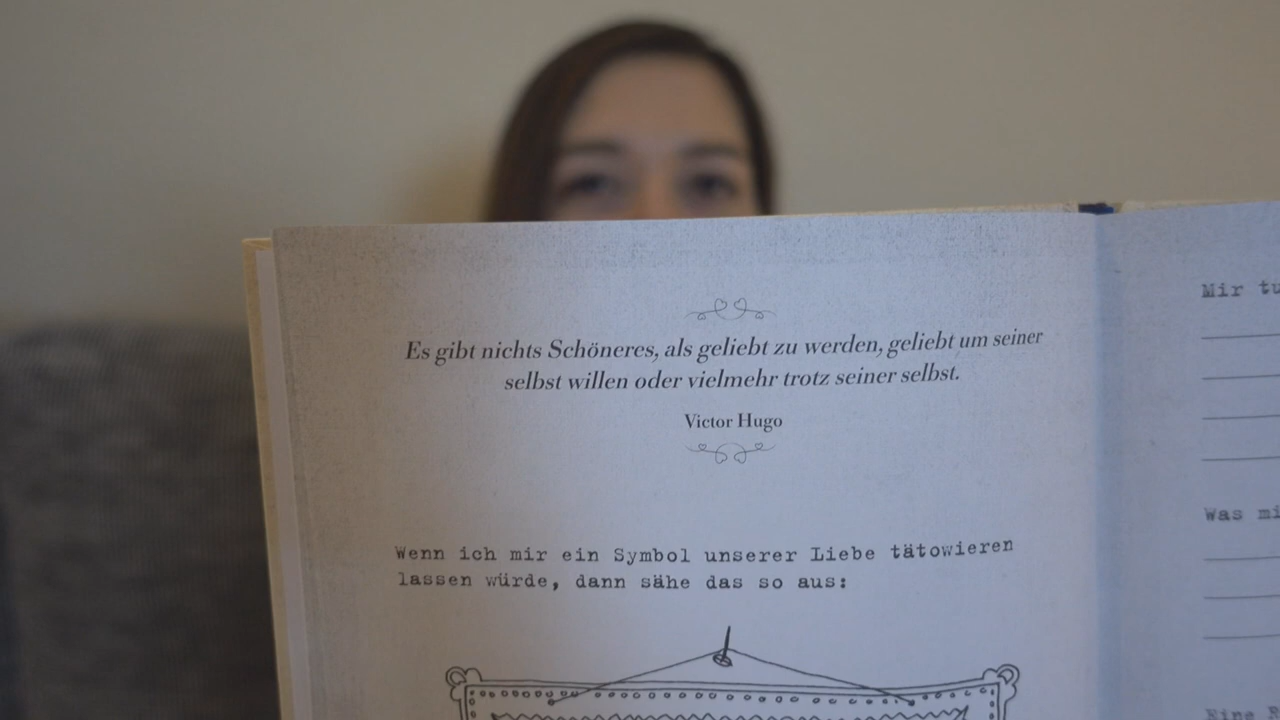 Es gibt nichts Schöneres, als geliebt zu werden, geliebt um seiner
selbst willen oder vielmehr trotz seiner selbst.
Victor Hugo
Wenn ich mir ein Symbol unserer Liebe tätowieren
lassen würde, dann sähe das so aus:
Mir
Was